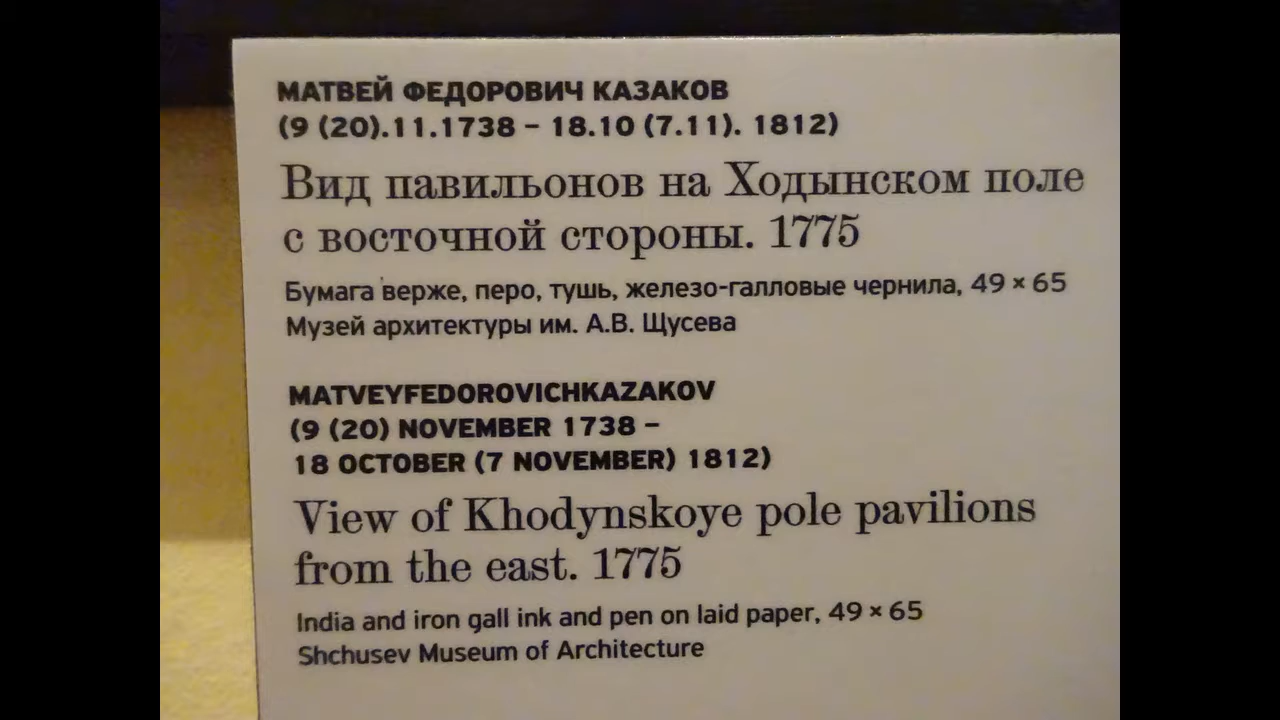 МАТВЕЙ ФЕДОРОВИЧ КАЗАКОВ
(9 (20).11.1738 – 18.10 (7.11). 1812)
Вид павильонов на Ходынском поле
с восточной стороны. 1775
Бумага верже, перо, тушь, железо-галловые чернила, 49 × 65
Музей архитектуры им. А.В. Щусева
MATVEYFEDOROVICHKAZAKOV
(9 (20) NOVEMBER 1738 –
18 OCTOBER (7 NOVEMBER) 1812)
View of Khodynskoye pole pavilions
from the east. 1775
India and iron gall ink and pen on laid paper, 49 × 65
Shchusev Museum of Architecture